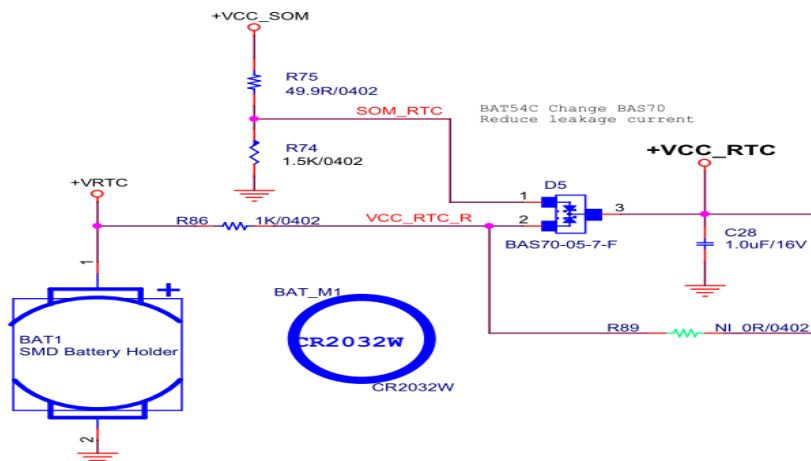 +VCC_SOM
R75
49.9R/0402
SOM_RTC
BAT54C Change BAS70
Reduce leakage current
R74
1.5K/0402
+VCC_RTC
+VRTC
D5
1
3
R86
1K/0402
VCC_RTC_R
2
BAS70-05-7-F
C28
1.0uF/16V
1
+
BAT_M1
BAT1
SMD Battery Holder
CR2032W
CR2032W
R89
NI_0R/0402
2